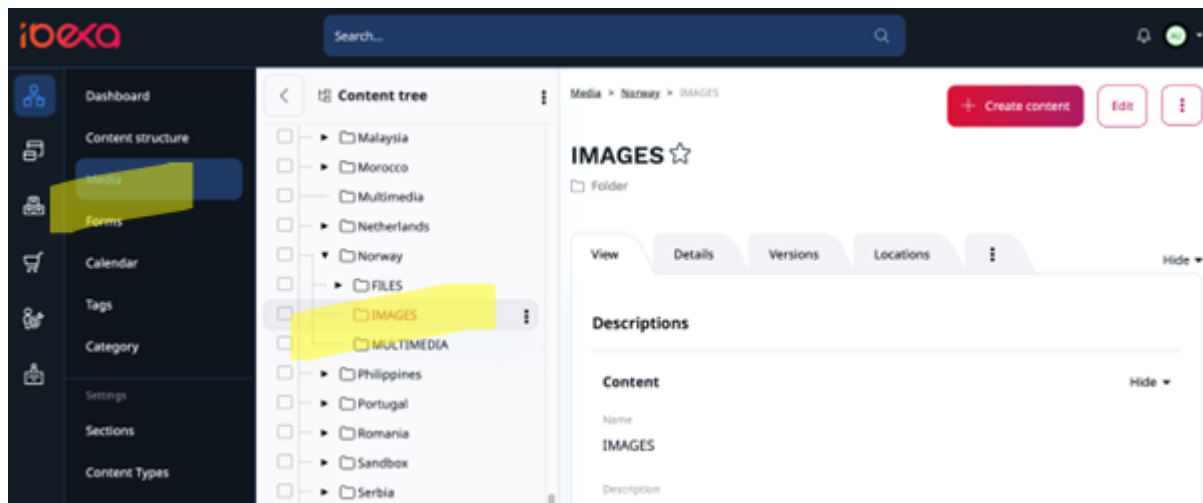 ibexa
Search...
Dashboard
Content structure
Media
Forms
Calendar
Tags
Category
Settings
Sections
Content Types
Content tree
Malaysia
Morocco
Multimedia
Netherlands
Norway
FILES
IMAGES
MULTIMEDIA
Philippines
Portugal
Romania
Sandbox
Serbia
Media > Norway > IMAGES
+ Create content
Edit
IMAGES
Folder
View
Details
Versions
Locations
Hide
Descriptions
Content
Hide
Name
IMAGES
Description